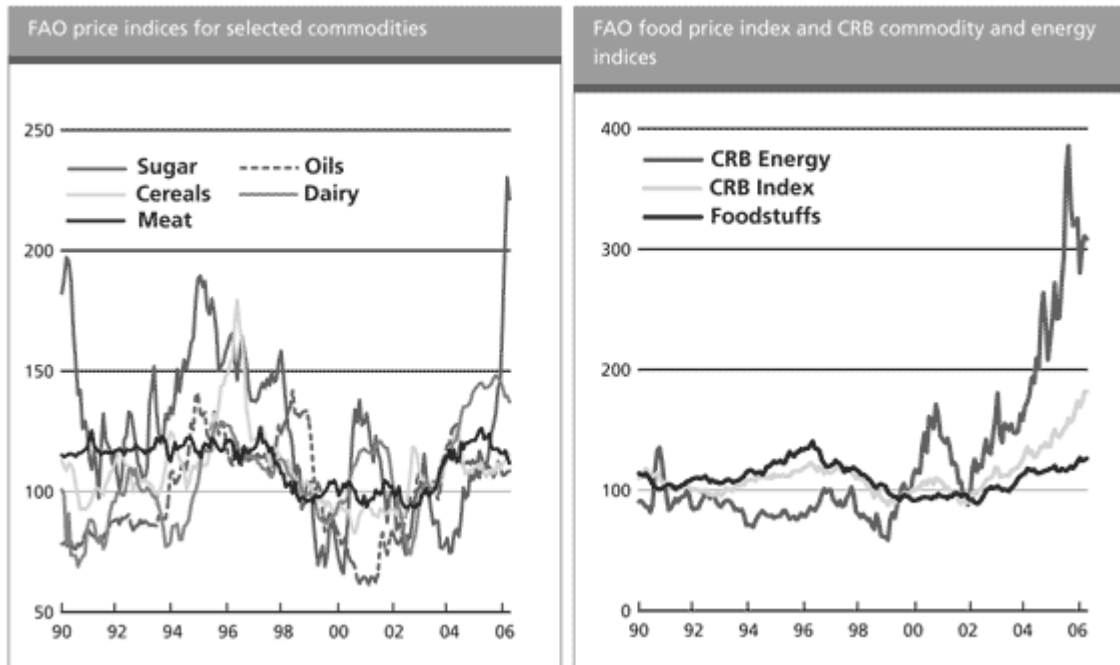 FAO price indices for selected commodities
250
Sugar
Oils
Cereals
Dairy
Meat
200
150
100
50
90 92 94 96 98 00 02 04 06
FAO food price index and CRB commodity and energy
indices
400
CRB Energy
CRB Index
Foodstuffs
300
200
100
0
90 92 94 96 98 00 02 04 06